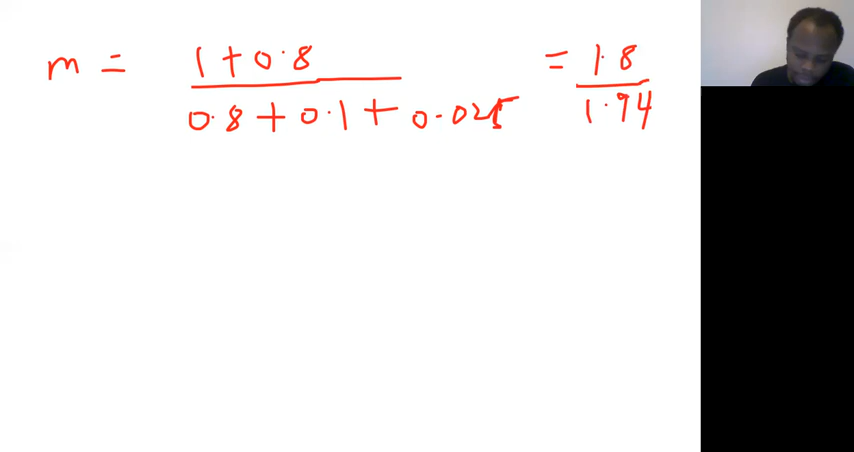 m = 1 + 0.8 / 0.8 + 0.1 + 0.025 = 1.8 / 1.94